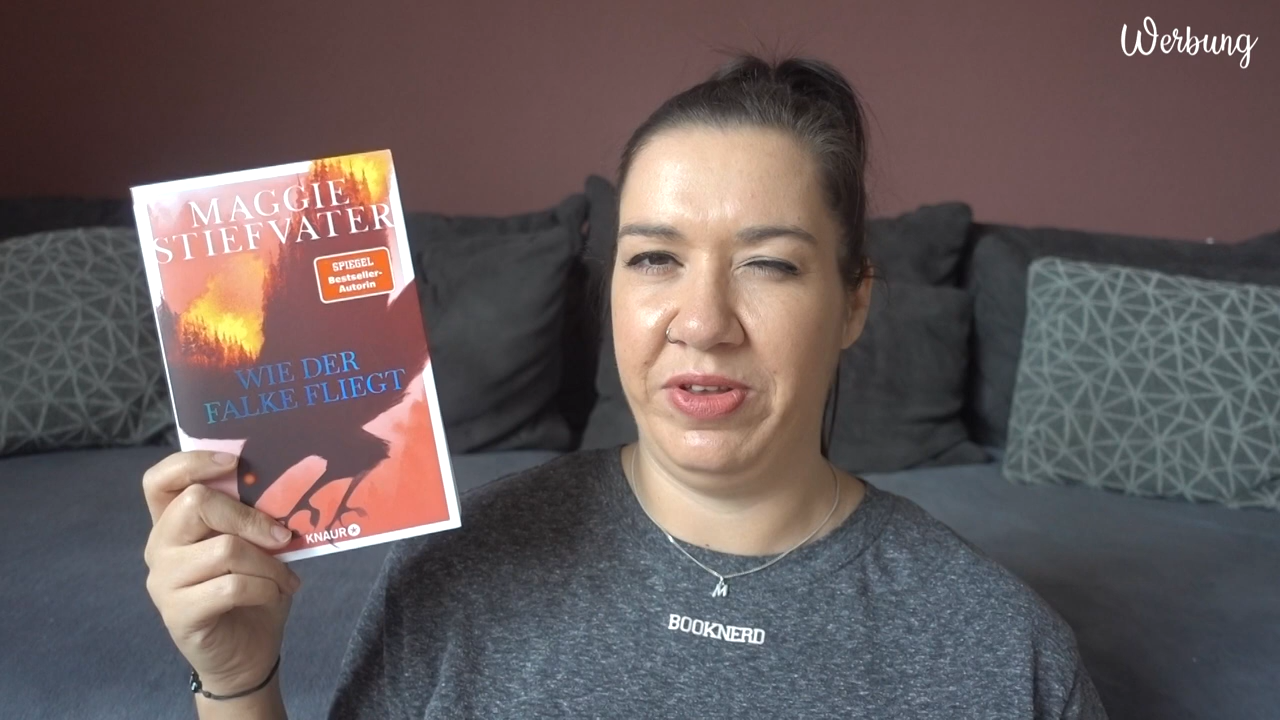 Werbung
MAGGIE
STIEFVATER
SPIEGEL
Bestseller-
Autorin
WIE DER
FALKE FLIEGT
KNAUR
M
BOOKNERD